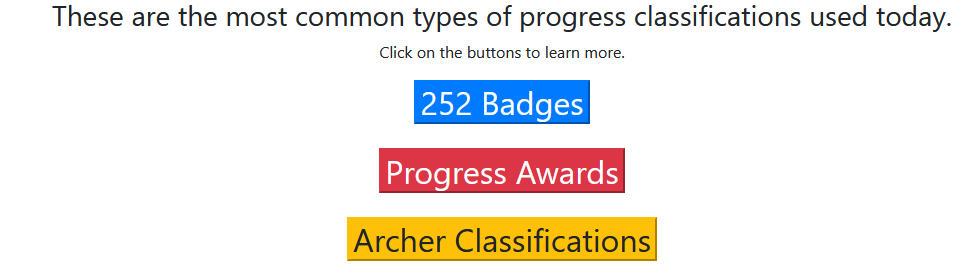 These are the most common types of progress classifications used today.
Click on the buttons to learn more.
252 Badges
Progress Awards
Archer Classifications